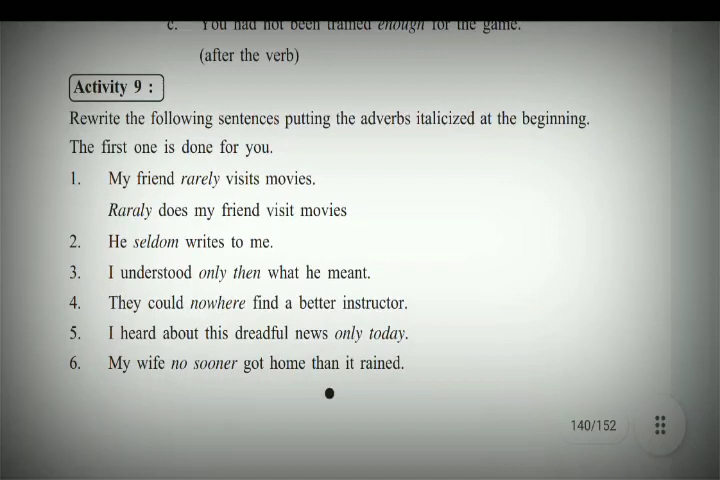 c. You had not been trained enough for the game.
(after the verb)
Activity 9 :
Rewrite the following sentences putting the adverbs italicized at the beginning.
The first one is done for you.
1. My friend rarely visits movies.
Raraly does my friend visit movies
2. He seldom writes to me.
3. I understood only then what he meant.
4. They could nowhere find a better instructor.
5. I heard about this dreadful news only today.
6. My wife no sooner got home than it rained.
140/152